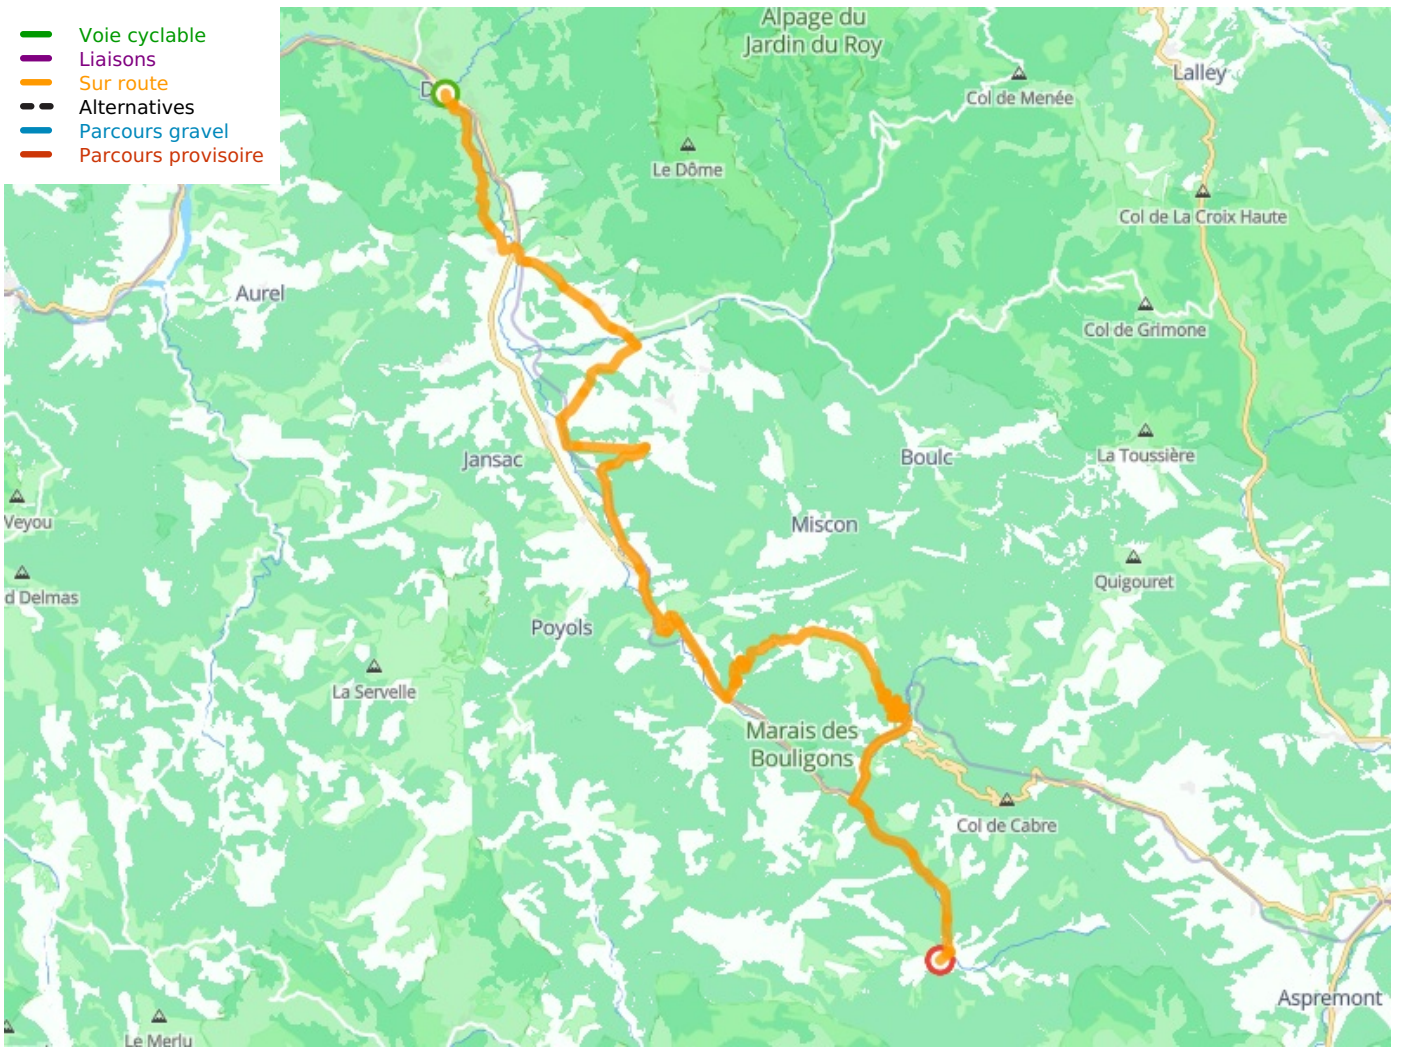 Voie cyclable
Liaisons
Sur route
Alternatives
Parcours gravel
Parcours provisoire
Alpage du
Jardin du Roy
Lalley
Col de Menée
Le Dôme
Col de La Croix Haute
Aurel
Col de Grimone
Jansac
Boulc
La Toussière
Veyou
Miscon
Quigouret
d Delmas
Poyols
La Servelle
Marais des
Bouligons
Col de Cabre
Aspremont
Le Merlu